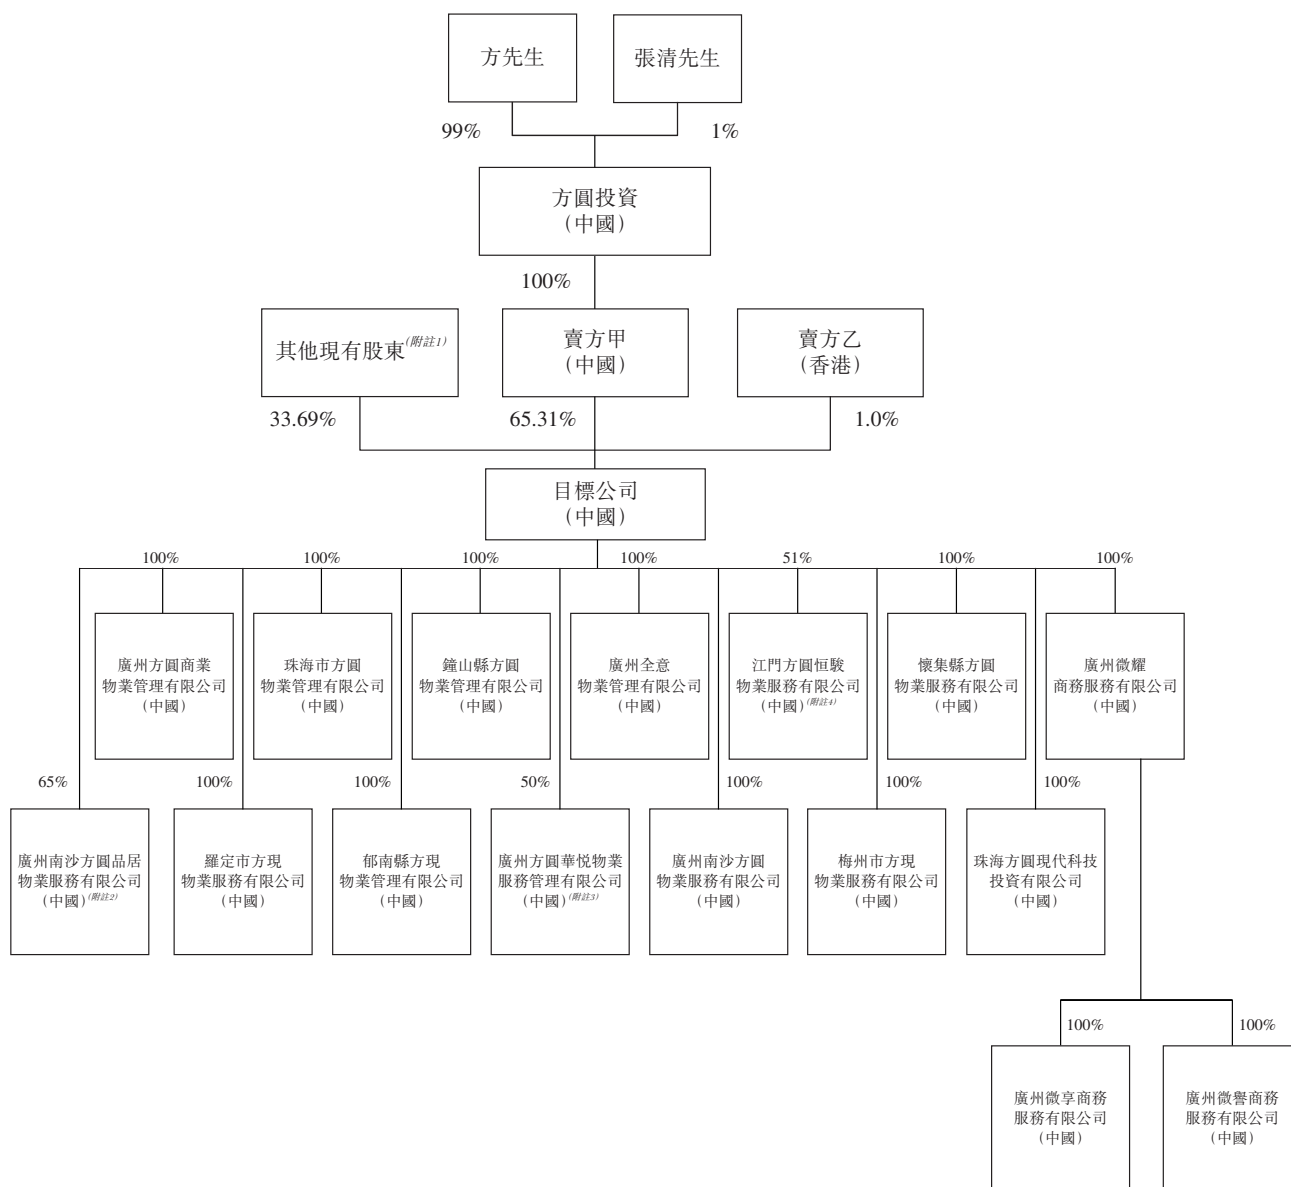 方先生
張清先生
99%
1%
方圓投資
(中國)
100%
其他現有股東(附註1)
賣方甲
(中國)
賣方乙
(香港)
33.69%
65.31%
1.0%
目標公司
(中國)
100%
100%
100%
100%
51%
100%
100%
廣州方圓商業
物業管理有限公司
(中國)
珠海市方圓
物業管理有限公司
(中國)
鐘山縣方圓
物業管理有限公司
(中國)
廣州全意
物業管理有限公司
(中國)
江門方圓恒駿
物業服務有限公司
(中國)(附註4)
懷集縣方圓
物業服務有限公司
(中國)
廣州微耀
商務服務有限公司
(中國)
65%
100%
100%
50%
100%
100%
100%
廣州南沙方圓品居
物業服務有限公司
(中國)(附註2)
羅定市方現
物業服務有限公司
(中國)
郁南縣方現
物業管理有限公司
(中國)
廣州方圓華悅物業
服務管理有限公司
(中國)(附註3)
廣州南沙方圓
物業服務有限公司
(中國)
梅州市方現
物業服務有限公司
(中國)
珠海方圓現代科技
投資有限公司
(中國)
100%
100%
廣州微享商務
服務有限公司
(中國)
廣州微譽商務
服務有限公司
(中國)